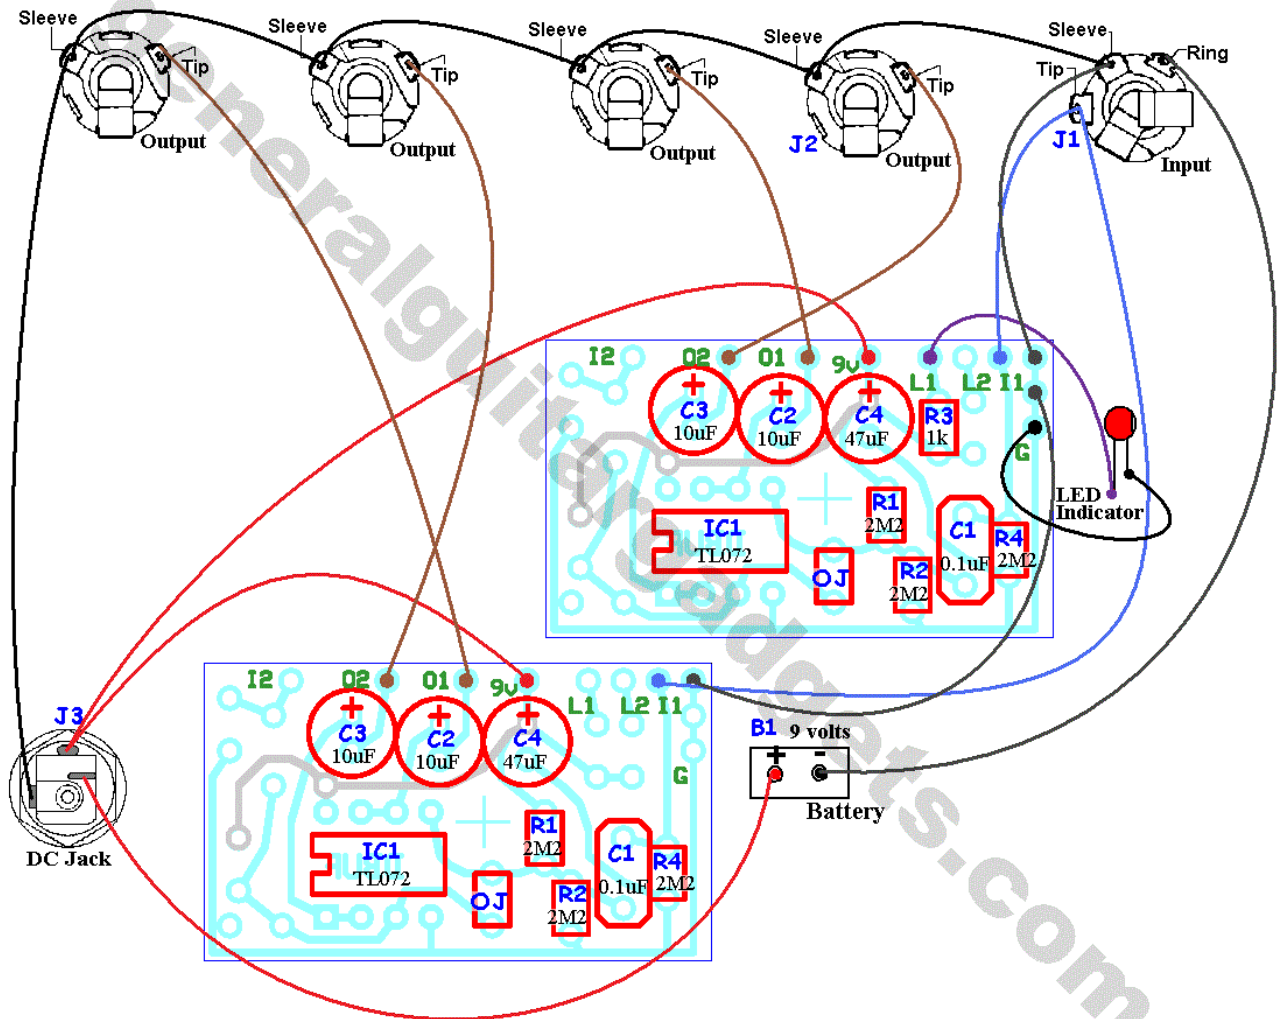 Sleeve
Sleeve
Sleeve
Sleeve
Sleeve
Ring
Tip
Tip
Tip
Tip
Tip
J2
J1
Output
Output
Output
Output
Input
I2 O2 O1 9v L1 L2 I1
C3 10uF
C2 10uF
C4 47uF
R3 1k
G
LED Indicator
R1 2M2
IC1 TL072
C1 0.1uF
R4 2M2
OJ
R2 2M2
I2 O2 O1 9v L1 L2 I1
J3
C3 10uF
C2 10uF
C4 47uF
B1 9 volts
+ -
G
Battery
DC Jack
R1 2M2
IC1 TL072
C1 0.1uF
R4 2M2
OJ
R2 2M2
generalguitargadgets.com